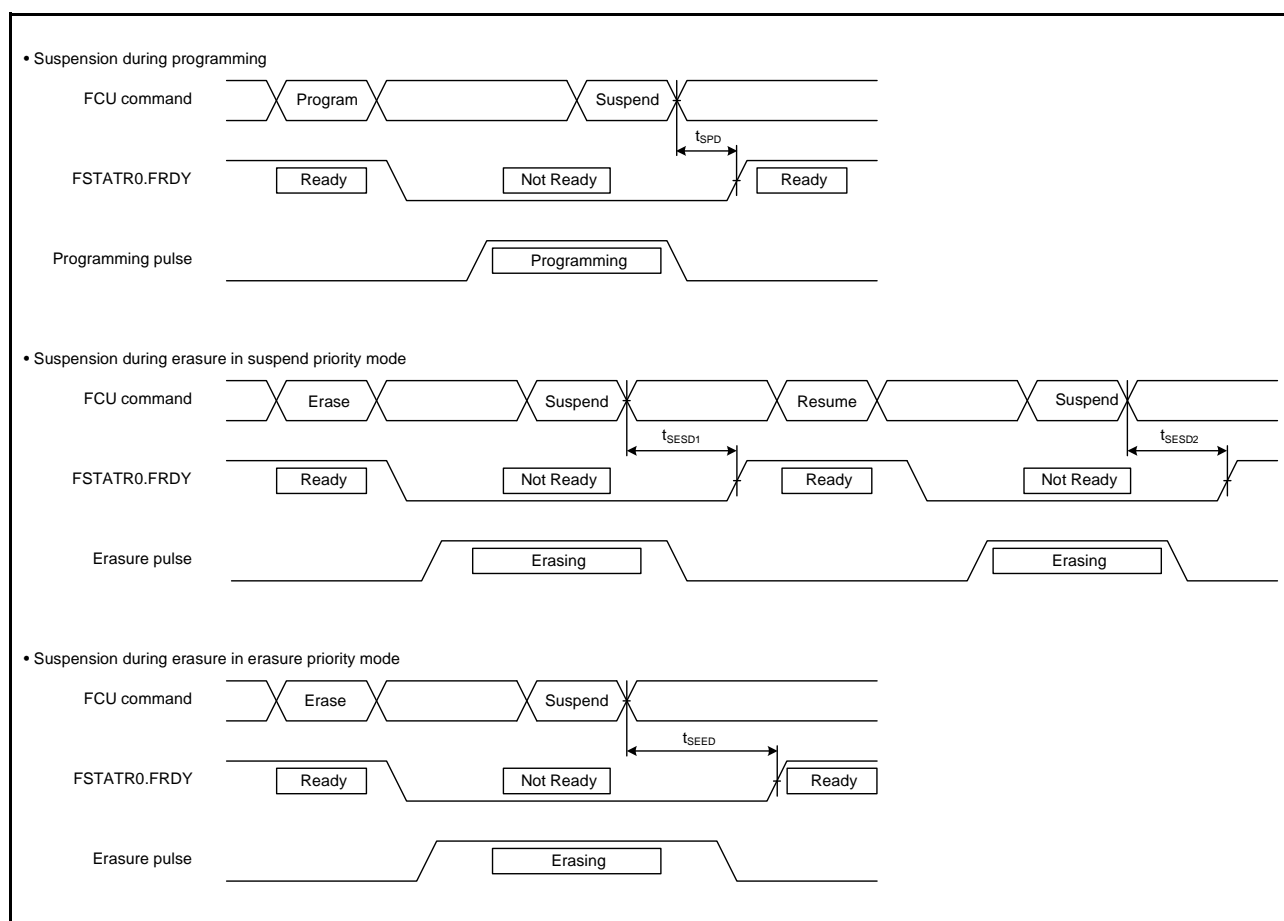 • Suspension during programming
FCU command
Program
Suspend
tSPD
FSTATR0.FRDY
Ready
Not Ready
Ready
Programming pulse
Programming
• Suspension during erasure in suspend priority mode
FCU command
Erase
Suspend
Resume
Suspend
tSESD1
tSESD2
FSTATR0.FRDY
Ready
Not Ready
Ready
Not Ready
Erasure pulse
Erasing
Erasing
• Suspension during erasure in erasure priority mode
FCU command
Erase
Suspend
tSEED
FSTATR0.FRDY
Ready
Not Ready
Ready
Erasure pulse
Erasing